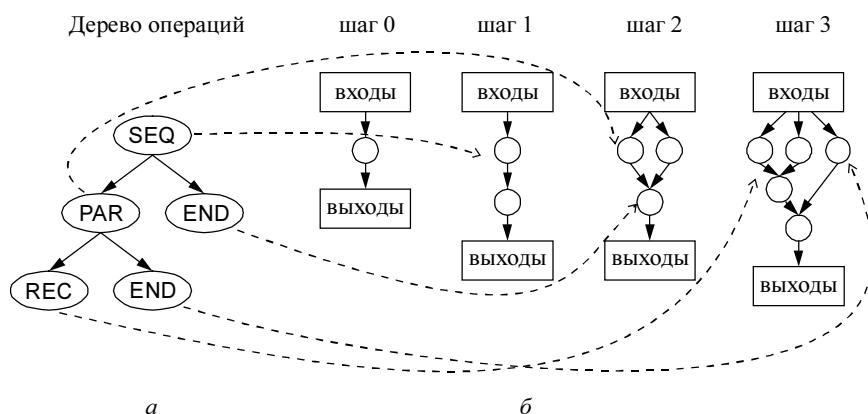 Дерево операций шаг 0 шаг 1 шаг 2 шаг 3
входы входы входы входы
SEQ
выходы
PAR END
выходы выходы
REC END
выходы
а б